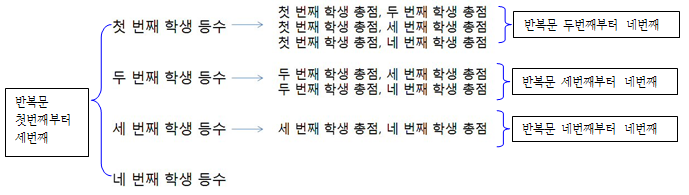 반복문
첫번째부터
세번째
첫 번째 학생 등수
첫 번째 학생 총점, 두 번째 학생 총점
첫 번째 학생 총점, 세 번째 학생 총점
첫 번째 학생 총점, 네 번째 학생 총점
반복문 두번째부터 네번째
두 번째 학생 등수
두 번째 학생 총점, 세 번째 학생 총점
두 번째 학생 총점, 네 번째 학생 총점
반복문 세번째부터 네번째
세 번째 학생 등수
세 번째 학생 총점, 네 번째 학생 총점
반복문 네번째부터 네번째
네 번째 학생 등수